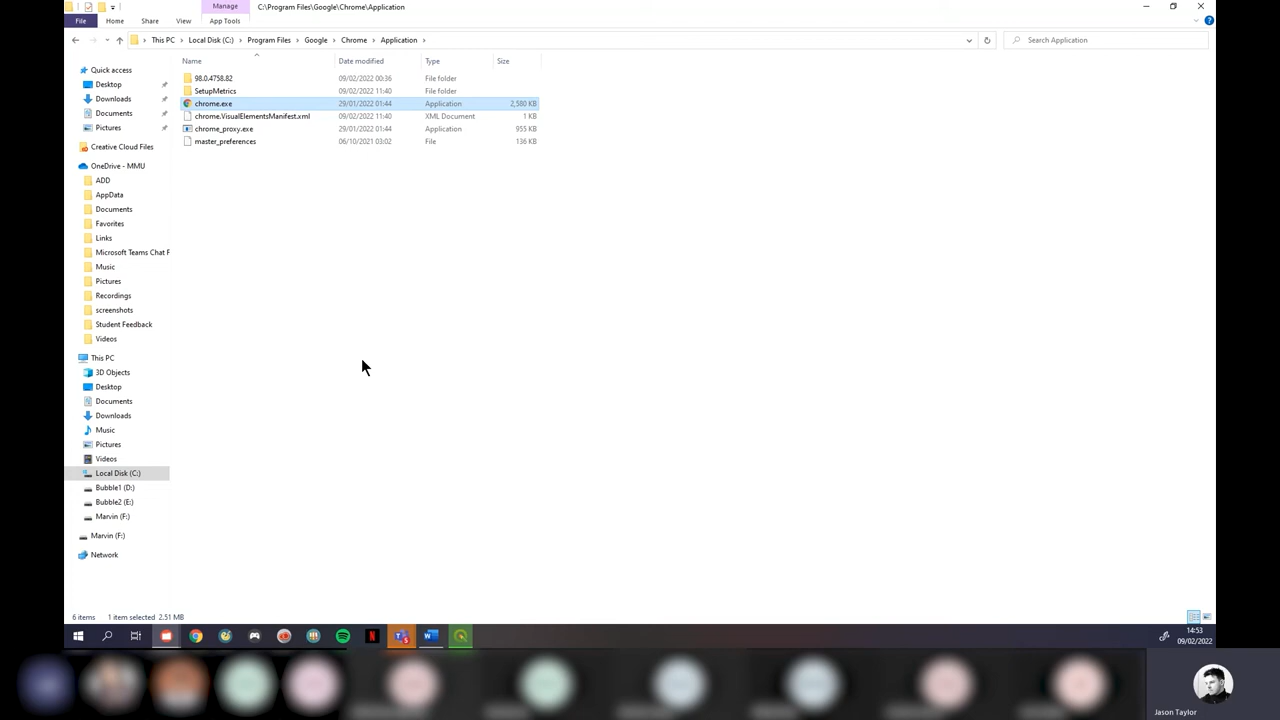 C:\Program Files\Google\Chrome\Application
Manage
File
Home
Share
View
App Tools
This PC
Local Disk (C:)
Program Files
Google
Chrome
Application
Search Application
Name
Date modified
Type
Size
98.0.4758.82
09/02/2022 00:36
File folder
SetupMetrics
09/02/2022 11:40
File folder
chrome.exe
29/01/2022 01:44
Application
2,580 KB
chrome.VisualElementsManifest.xml
09/02/2022 11:40
XML Document
1 KB
chrome_proxy.exe
29/01/2022 01:44
Application
955 KB
master_preferences
06/10/2021 03:02
File
136 KB
Quick access
Desktop
Downloads
Documents
Pictures
Creative Cloud Files
OneDrive - MMU
ADD
AppData
Documents
Favorites
Links
Microsoft Teams Chat F
Music
Pictures
Recordings
screenshots
Student Feedback
Videos
This PC
3D Objects
Desktop
Documents
Downloads
Music
Pictures
Videos
Local Disk (C:)
Bubble1 (D:)
Bubble2 (E:)
Marvin (F:)
Marvin (F:)
Network
6 items
1 item selected 2.51 MB
14:53
09/02/2022
Jason Taylor